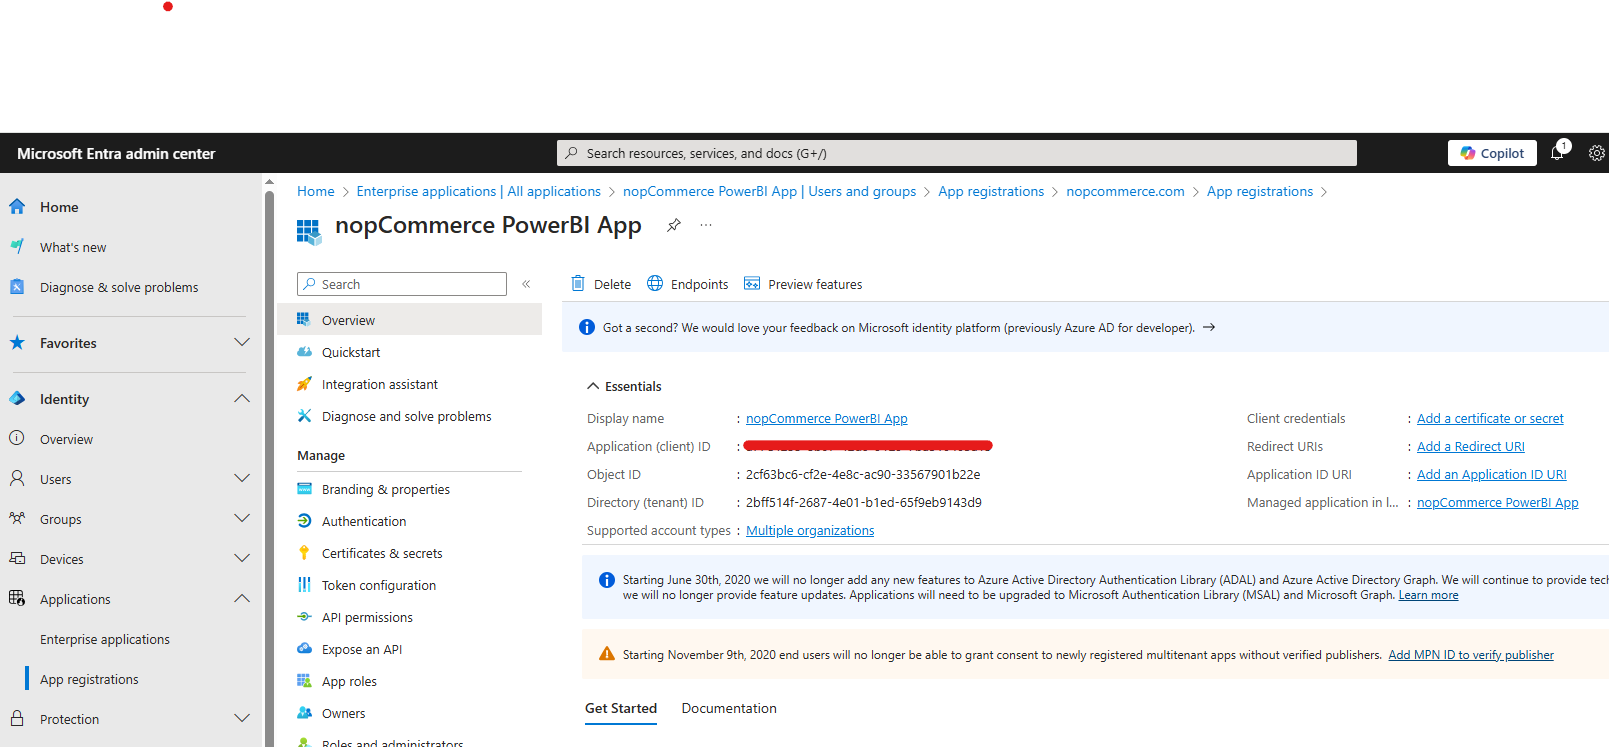 Microsoft Entra admin center
Search resources, services, and docs (G+/)
Copilot
1
Home
What's new
Diagnose & solve problems
Favorites
Identity
Overview
Users
Groups
Devices
Applications
Enterprise applications
App registrations
Protection
Home > Enterprise applications | All applications > nopCommerce PowerBI App | Users and groups > App registrations > nopcommerce.com > App registrations >
nopCommerce PowerBI App
Search
Overview
Quickstart
Integration assistant
Diagnose and solve problems
Manage
Branding & properties
Authentication
Certificates & secrets
Token configuration
API permissions
Expose an API
App roles
Owners
Roles and administrators
Delete Endpoints Preview features
Got a second? We would love your feedback on Microsoft identity platform (previously Azure AD for developer). →
Essentials
Display name : nopCommerce PowerBI App
Application (client) ID :
Object ID : 2cf63bc6-cf2e-4e8c-ac90-33567901b22e
Directory (tenant) ID : 2bff514f-2687-4e01-b1ed-65f9eb9143d9
Supported account types : Multiple organizations
Client credentials : Add a certificate or secret
Redirect URIs : Add a Redirect URI
Application ID URI : Add an Application ID URI
Managed application in l... : nopCommerce PowerBI App
Starting June 30th, 2020 we will no longer add any new features to Azure Active Directory Authentication Library (ADAL) and Azure Active Directory Graph. We will continue to provide tech
we will no longer provide feature updates. Applications will need to be upgraded to Microsoft Authentication Library (MSAL) and Microsoft Graph. Learn more
Starting November 9th, 2020 end users will no longer be able to grant consent to newly registered multitenant apps without verified publishers. Add MPN ID to verify publisher
Get Started Documentation